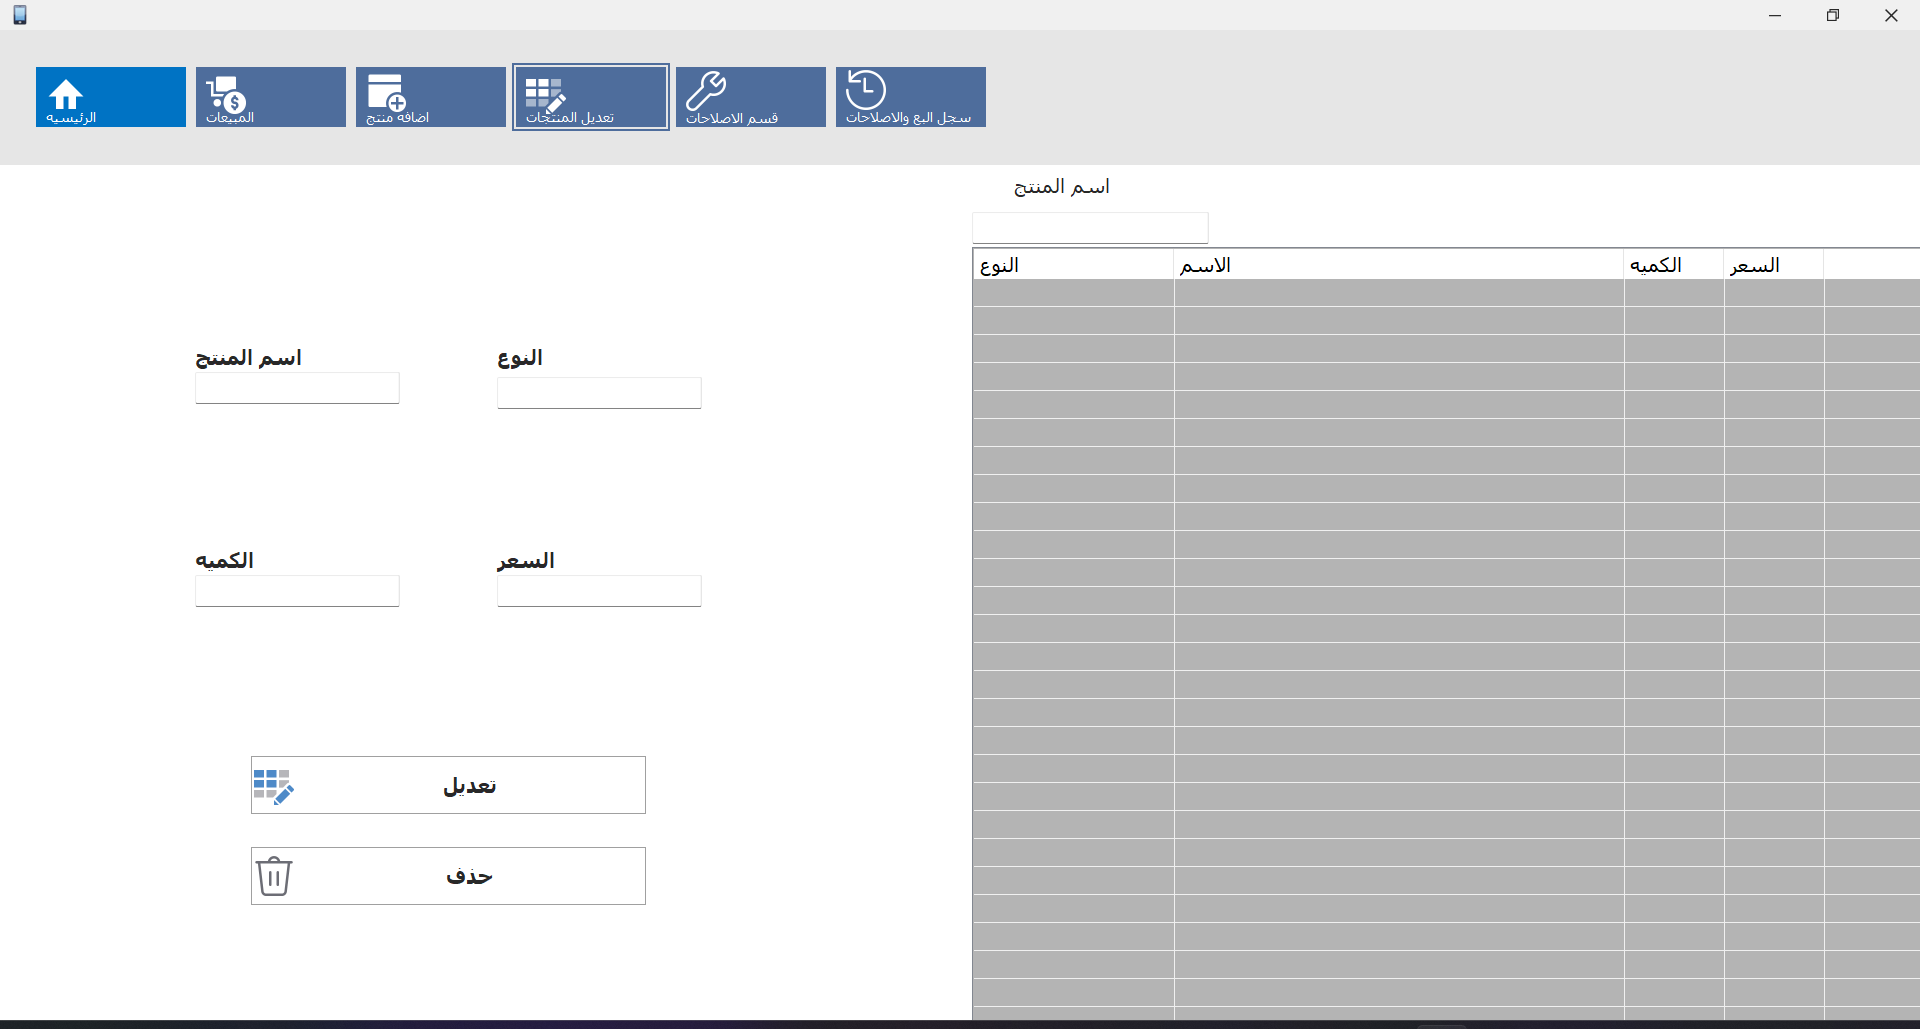 الرئيسيه
المبيعات
اضافه منتج
تعديل المنتجات
قسم الاصلاحات
سجل البع والاصلاحات
اسم المنتج
النوع
الاسم
الكميه
السعر
اسم المنتج
النوع
الكميه
السعر
تعديل
حذف